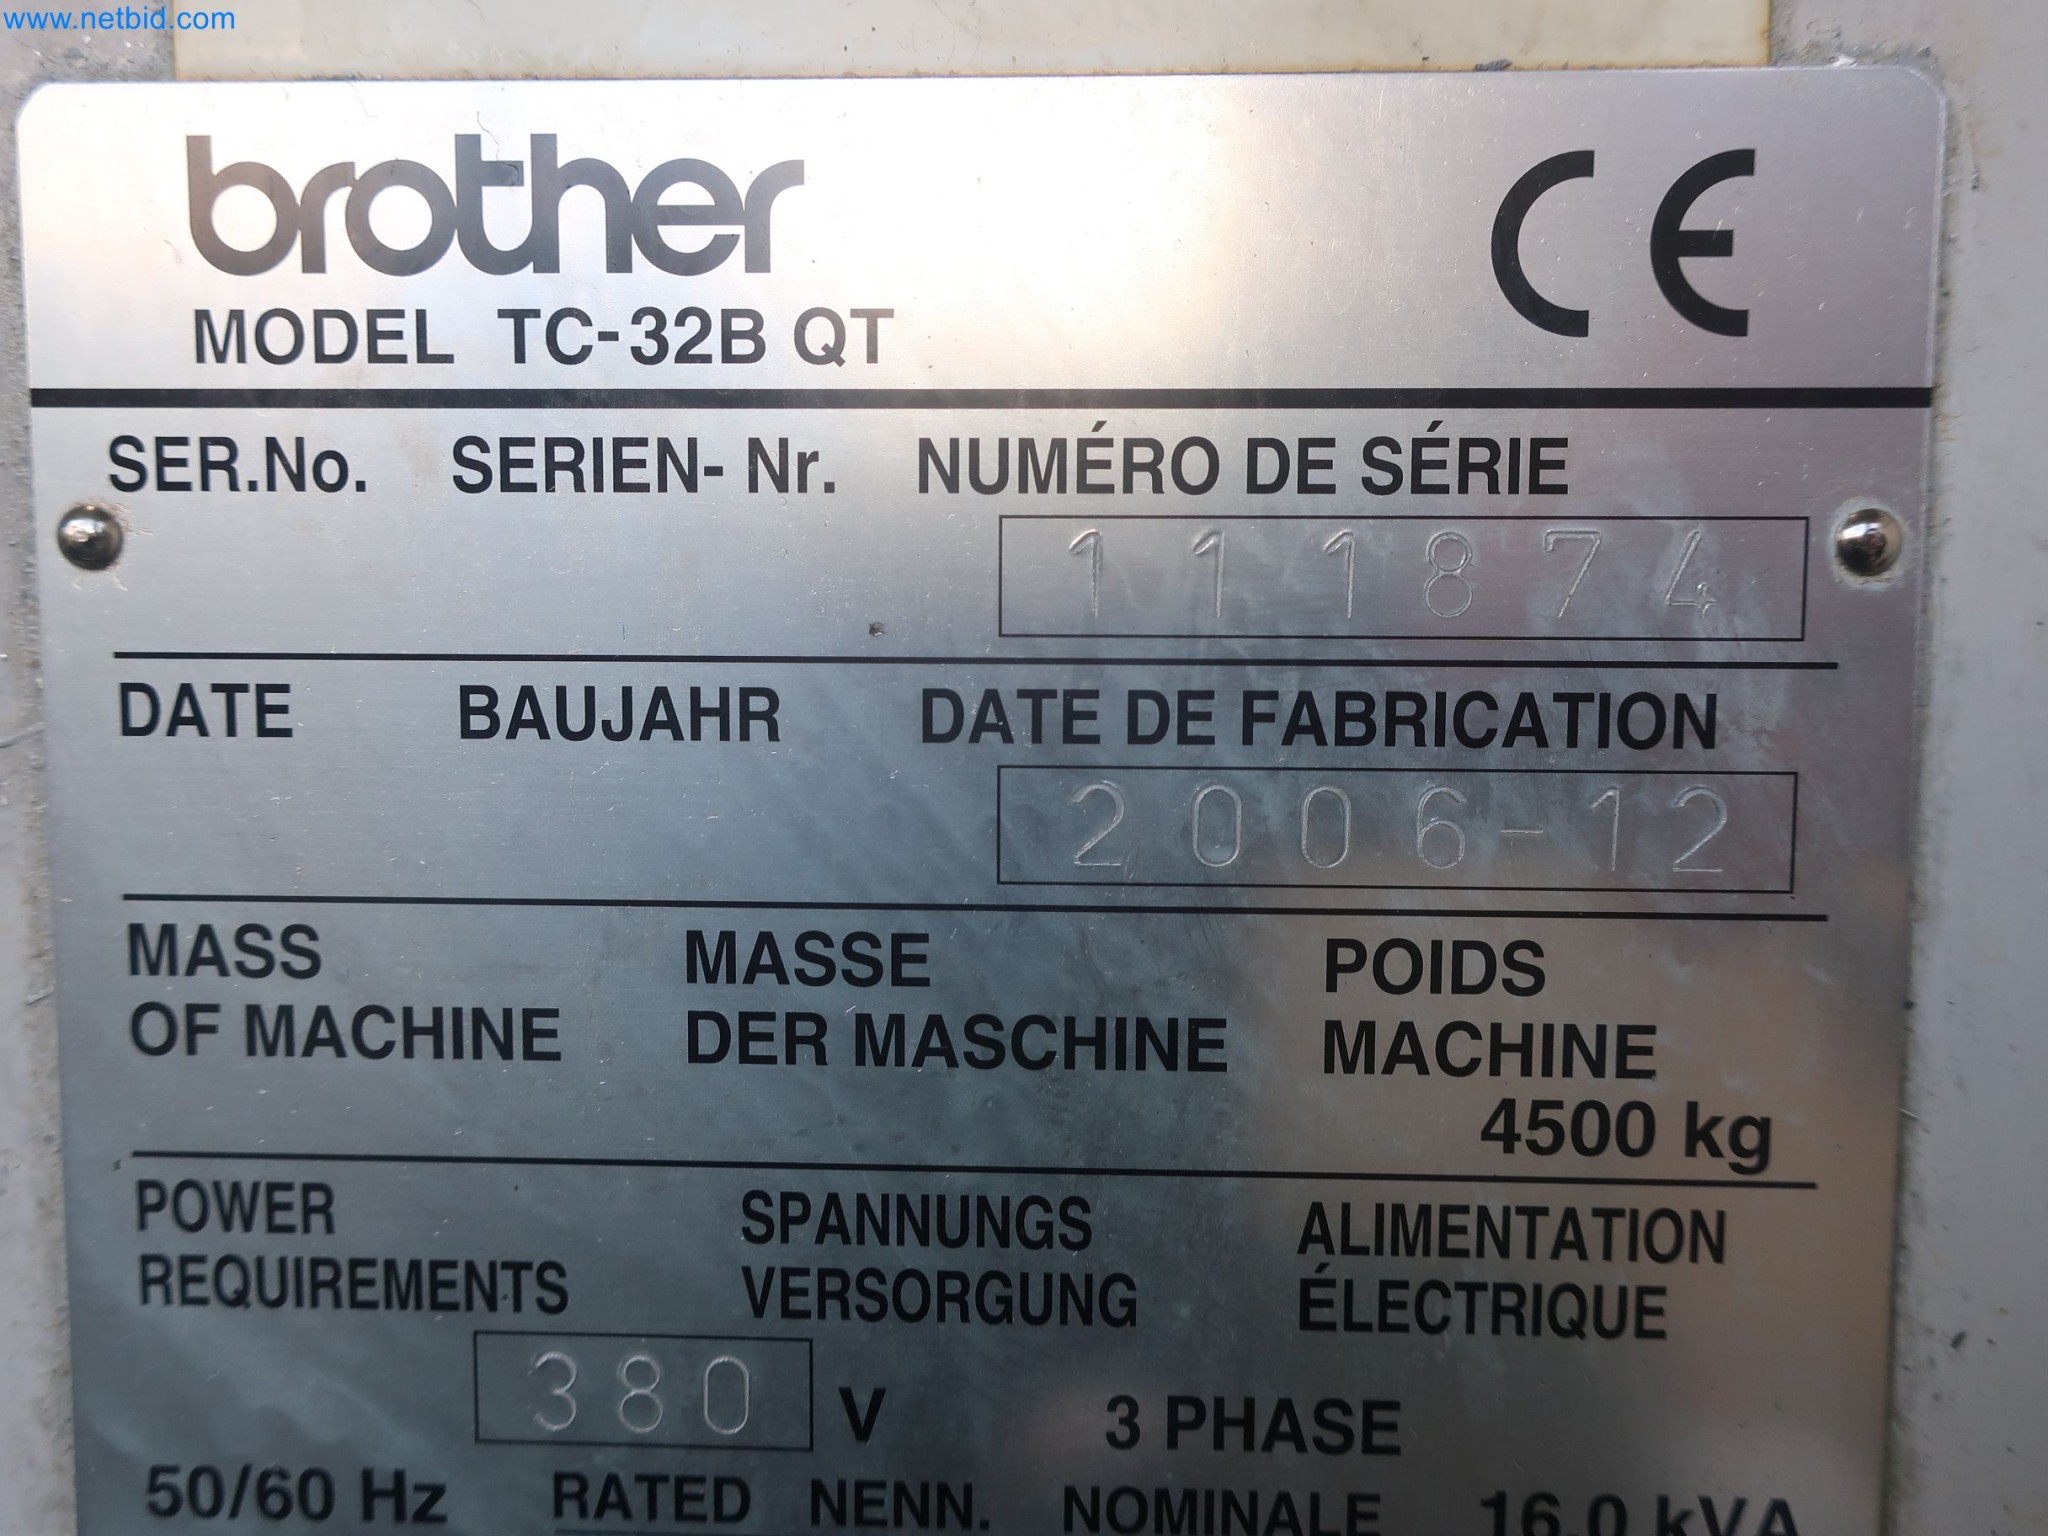 www.netbid.com
brother
CE
MODEL TC-32B QT
SER.No. SERIEN- Nr. NUMÉRO DE SÉRIE
111874
DATE BAUJAHR DATE DE FABRICATION
2006-12
MASS MASSE POIDS
OF MACHINE DER MASCHINE MACHINE
4500 kg
POWER SPANNUNGS ALIMENTATION
REQUIREMENTS VERSORGUNG ÉLECTRIQUE
380 V 3 PHASE
50/60 Hz RATED NENN. NOMINALE 16.0 kVA